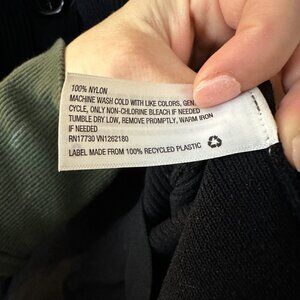 100% NYLON
MACHINE WASH COLD WITH LIKE COLORS, GEN
CYCLE, ONLY NON-CHLORINE BLEACH IF NEEDED
TUMBLE DRY LOW, REMOVE PROMPTLY, WARM IRON
IF NEEDED
RN17730 VN1262180
LABEL MADE FROM 100% RECYCLED PLASTIC